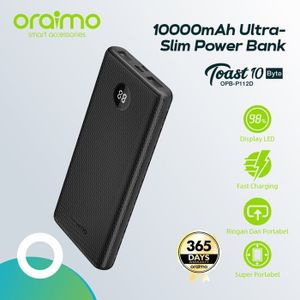 oraimo
smart accessories
10000mAh Ultra-
Slim Power Bank
Toast 10 Byte
OPB-P112D
98%
Display LED
Fast Charging
Ringan Dan Portabel
Super Portabel
365
DAYS
oraimo